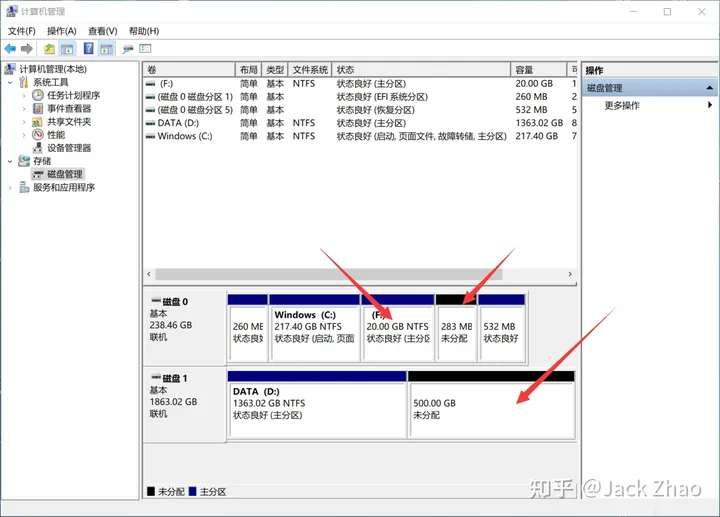 计算机管理
文件(F) 操作(A) 查看(V) 帮助(H)
计算机管理(本地)
系统工具
任务计划程序
事件查看器
共享文件夹
性能
设备管理器
存储
磁盘管理
服务和应用程序
卷 布局 类型 文件系统 状态 容量
(F:) 简单 基本 NTFS 状态良好 (主分区) 20.00 GB 1
(磁盘 0 磁盘分区 1) 简单 基本 状态良好 (EFI 系统分区) 260 MB 2
(磁盘 0 磁盘分区 5) 简单 基本 状态良好 (恢复分区) 532 MB 5
DATA (D:) 简单 基本 NTFS 状态良好 (主分区) 1363.02 GB 8
Windows (C:) 简单 基本 NTFS 状态良好 (启动, 页面文件, 故障转储, 主分区) 217.40 GB 7
操作
磁盘管理
更多操作
磁盘 0
基本
238.46 GB
联机
260 MB
状态良好
Windows (C:)
217.40 GB NTFS
状态良好 (启动, 页面
20.00 GB NTFS
状态良好 (主分区
283 MB
未分配
532 MB
状态良好
磁盘 1
基本
1863.02 GB
联机
DATA (D:)
1363.02 GB NTFS
状态良好 (主分区)
500.00 GB
未分配
未分配 主分区
知乎 @Jack Zhao